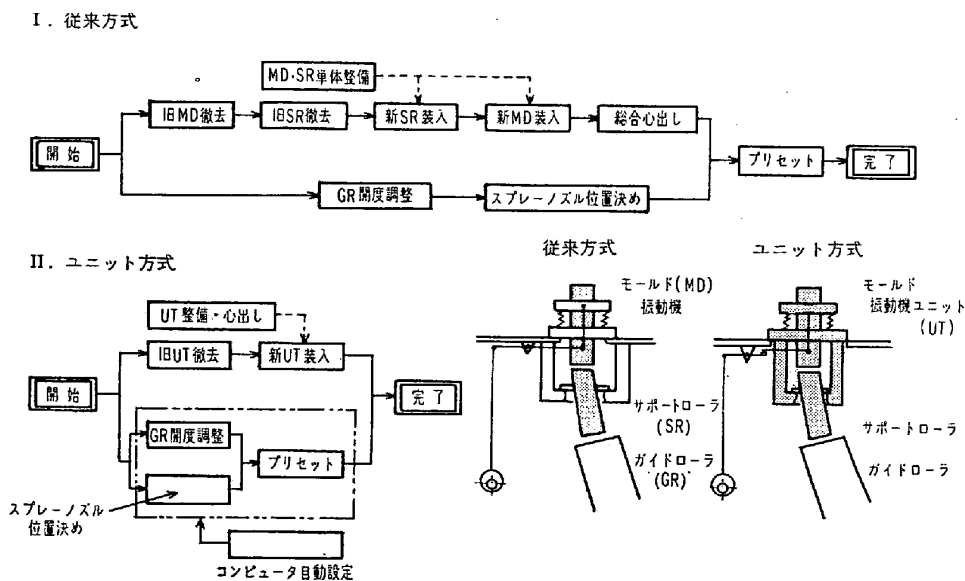 I. 従来方式
MD・SR単体整備
旧MD撤去
旧SR撤去
新SR装入
新MD装入
総合心出し
開始
プリセット
完了
GR開度調整
スプレーノズル位置決め
II. ユニット方式
UT整備・心出し
旧UT撤去
新UT装入
開始
完了
GR開度調整
プリセット
スプレーノズル
位置決め
コンピュータ自動設定
従来方式
モールド(MD)
振動機
サポートローラ
(SR)
ガイドローラ
(GR)
ユニット方式
モールド
振動機ユニット
(UT)
サポートローラ
ガイドローラ